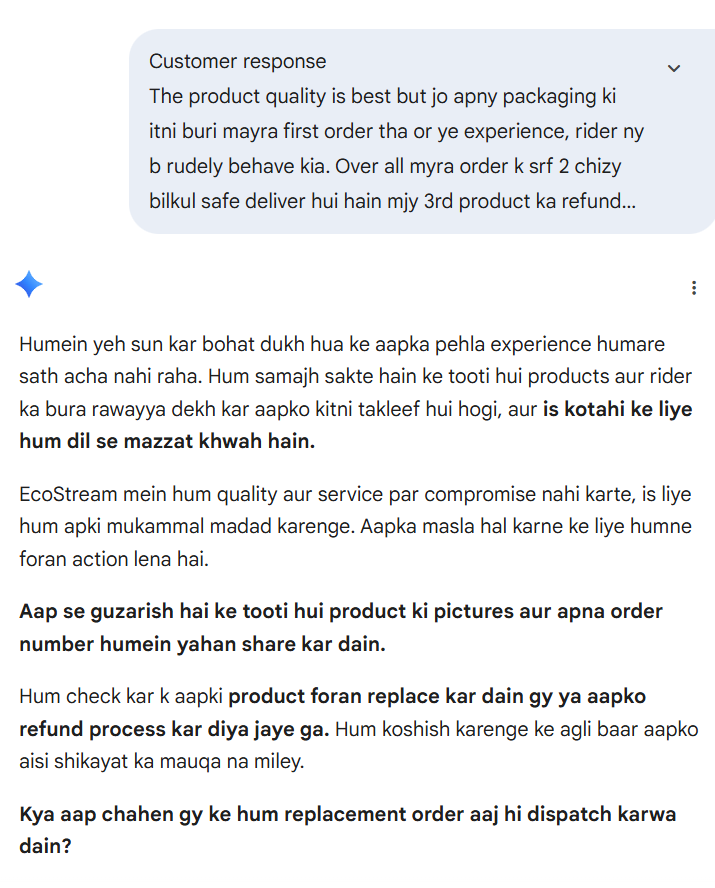 Customer response
The product quality is best but jo apny packaging ki
itni buri mayra first order tha or ye experience, rider ny
b rudely behave kia. Over all myra order k srf 2 chizy
bilkul safe deliver hui hain mjy 3rd product ka refund...
Humein yeh sun kar bohat dukh hua ke aapka pehla experience humare
sath acha nahi raha. Hum samajh sakte hain ke tooti hui products aur rider
ka bura rawayya dekh kar aapko kitni takleef hui hogi, aur is kotahi ke liye
hum dil se mazzat khwah hain.
EcoStream mein hum quality aur service par compromise nahi karte, is liye
hum apki mukammal madad karenge. Aapka masla hal karne ke liye humne
foran action lena hai.
Aap se guzarish hai ke tooti hui product ki pictures aur apna order
number humein yahan share kar dain.
Hum check kar k aapki product foran replace kar dain gy ya aapko
refund process kar diya jaye ga. Hum koshish karenge ke agli baar aapko
aisi shikayat ka mauqa na miley.
Kya aap chahen gy ke hum replacement order aaj hi dispatch karwa
dain?